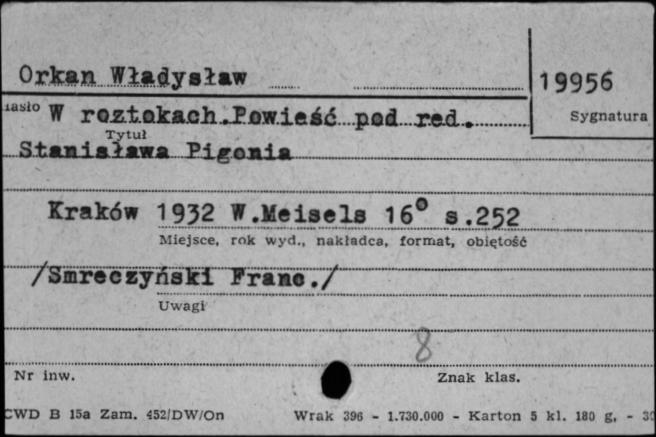 Orkan Władysław
19956
hasło W roztokach.Powieść pod red.
Sygnatura
Tytuł
Stanisława Pigonia
Kraków 1932 W.Meisels 16° s.252
Miejsce, rok wyd., nakładca, format, objętość
/Smreczyński Franc./
Uwagi
8
Nr inw.
Znak klas.
CWD B 15a Zam. 452/DW/On Wrak 396 - 1.730.000 - Karton 5 kl. 180 g. - 30